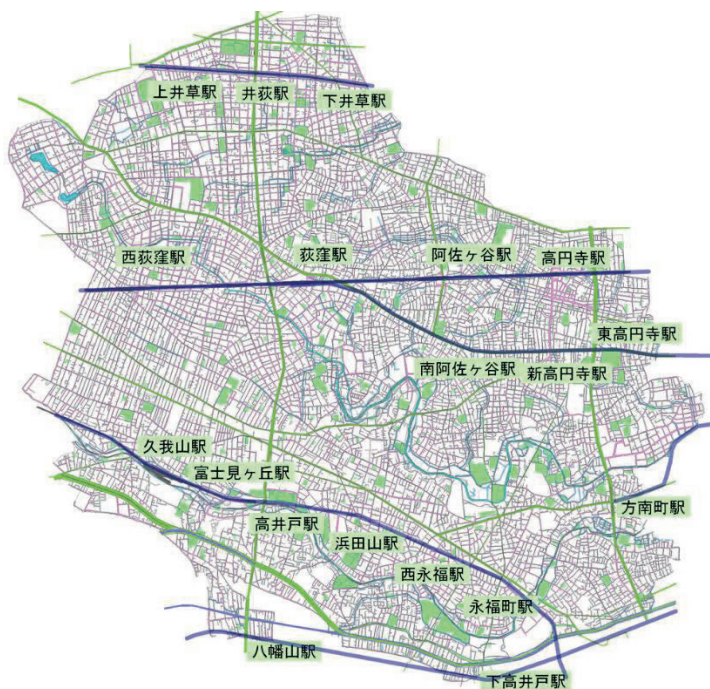 上井草駅
井荻駅
下井草駅
西荻窪駅
荻窪駅
阿佐ヶ谷駅
高円寺駅
東高円寺駅
南阿佐ヶ谷駅
新高円寺駅
久我山駅
富士見ヶ丘駅
高井戸駅
浜田山駅
方南町駅
西永福駅
永福町駅
八幡山駅
下高井戸駅